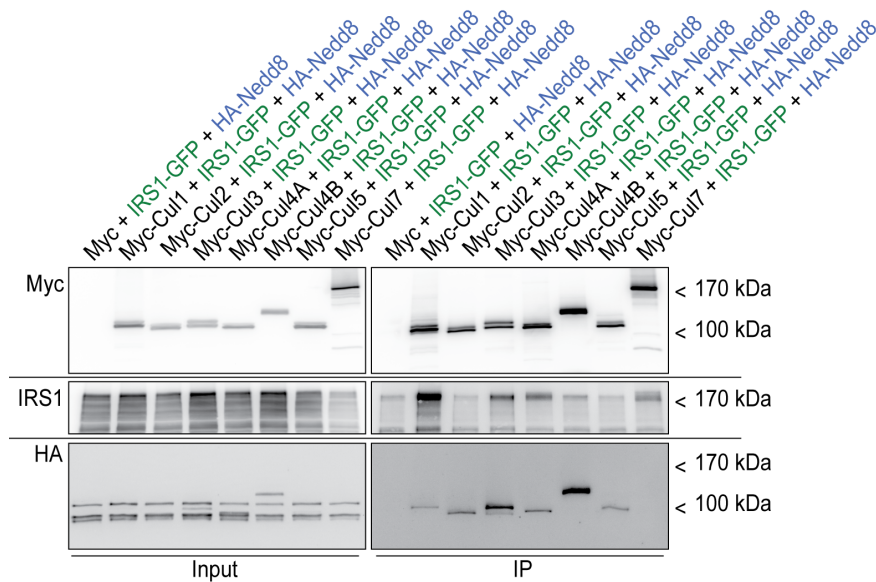 Myc + IRS1-GFP + HA-Nedd8
Myc-Cul1 + IRS1-GFP + HA-Nedd8
Myc-Cul2 + IRS1-GFP + HA-Nedd8
Myc-Cul3 + IRS1-GFP + HA-Nedd8
Myc-Cul4A + IRS1-GFP + HA-Nedd8
Myc-Cul4B + IRS1-GFP + HA-Nedd8
Myc-Cul5 + IRS1-GFP + HA-Nedd8
Myc-Cul7 + IRS1-GFP + HA-Nedd8
Myc + IRS1-GFP + HA-Nedd8
Myc-Cul1 + IRS1-GFP + HA-Nedd8
Myc-Cul2 + IRS1-GFP + HA-Nedd8
Myc-Cul3 + IRS1-GFP + HA-Nedd8
Myc-Cul4A + IRS1-GFP + HA-Nedd8
Myc-Cul4B + IRS1-GFP + HA-Nedd8
Myc-Cul5 + IRS1-GFP + HA-Nedd8
Myc-Cul7 + IRS1-GFP + HA-Nedd8
Myc
< 170 kDa
< 100 kDa
IRS1
< 170 kDa
HA
< 170 kDa
< 100 kDa
Input
IP